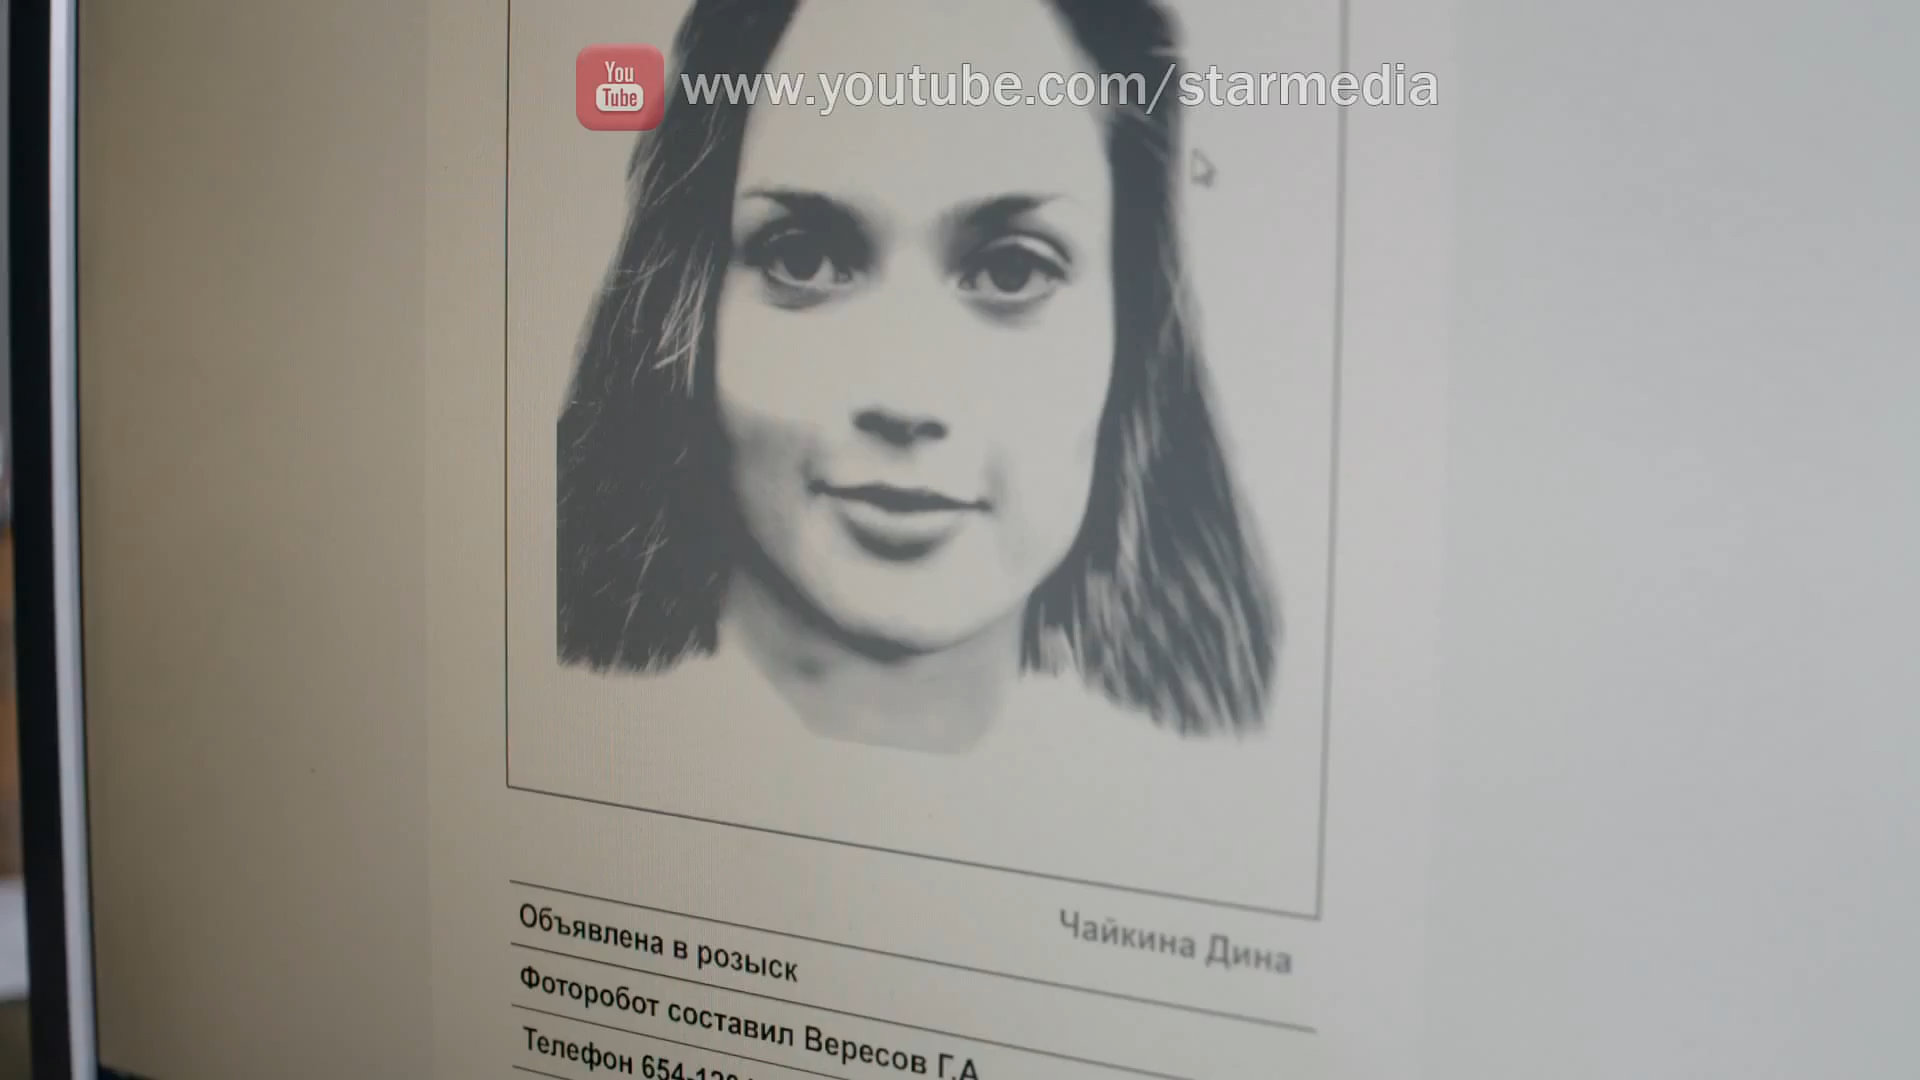 You
Tube
www.youtube.com/starmedia
Объявлена в розыск Чайкина Дина
Фоторобот составил Вересов Г.А
Телефон